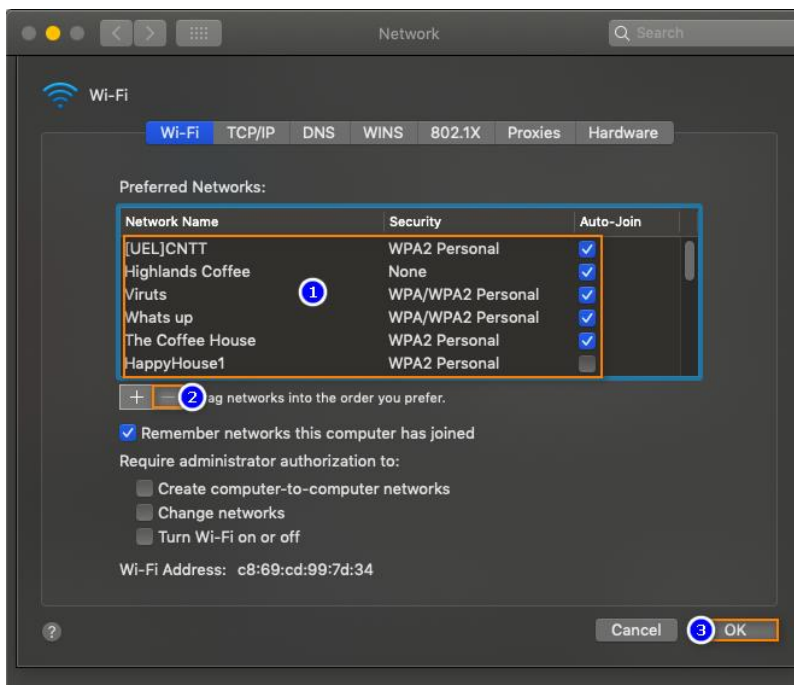 Network
Search
Wi-Fi
Wi-Fi TCP/IP DNS WINS 802.1X Proxies Hardware
Preferred Networks:
Network Name Security Auto-Join
[UEL]CNTT WPA2 Personal
Highlands Coffee None
1
Viruts WPA/WPA2 Personal
Whats up WPA/WPA2 Personal
The Coffee House WPA2 Personal
HappyHouse1 WPA2 Personal
+ − 2 ag networks into the order you prefer.
Remember networks this computer has joined
Require administrator authorization to:
Create computer-to-computer networks
Change networks
Turn Wi-Fi on or off
Wi-Fi Address: c8:69:cd:99:7d:34
? Cancel 3 OK